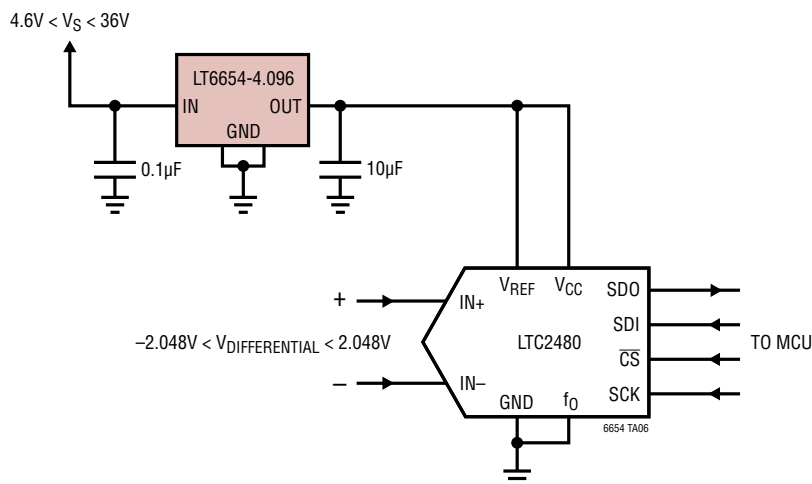 4.6V < VS < 36V
LT6654-4.096
IN OUT
GND
0.1µF
10µF
VREF VCC
SDO
+
IN+
SDI
–2.048V < VDIFFERENTIAL < 2.048V
LTC2480
TO MCU
CS
–
IN–
SCK
GND fO
6654 TA06